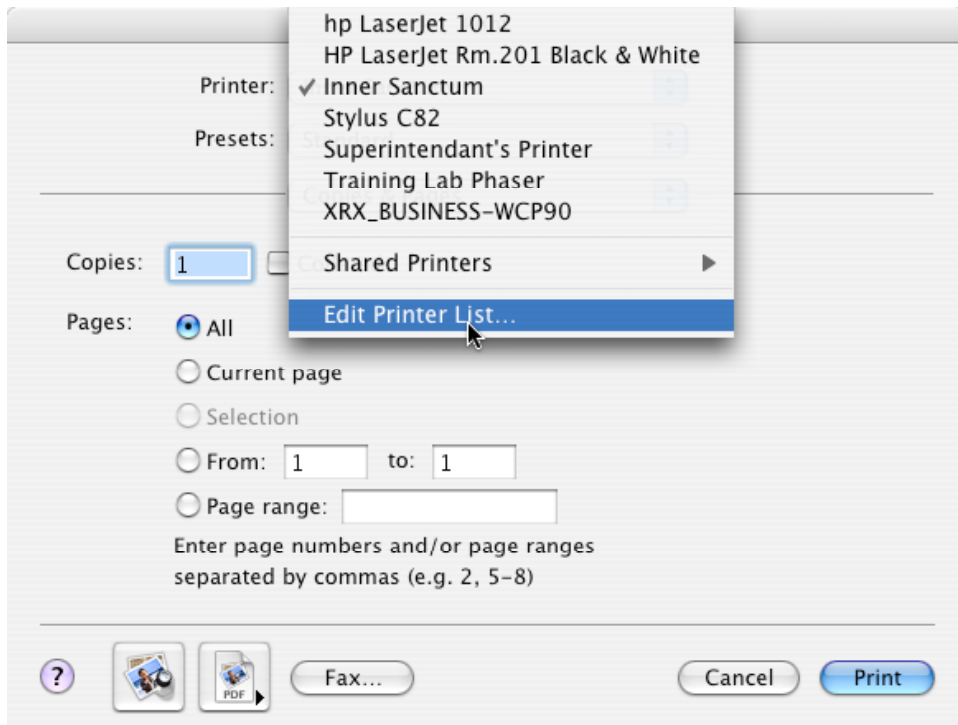 hp LaserJet 1012
HP LaserJet Rm.201 Black & White
Printer: ✓ Inner Sanctum
Stylus C82
Presets: Standard
Superintendant's Printer
Training Lab Phaser
Copies & Pages
XRX_BUSINESS-WCP90
Copies: 1
Shared Printers
Edit Printer List...
Pages: All
Current page
Selection
From: 1 to: 1
Page range:
Enter page numbers and/or page ranges
separated by commas (e.g. 2, 5-8)
? PDF Fax... Cancel Print